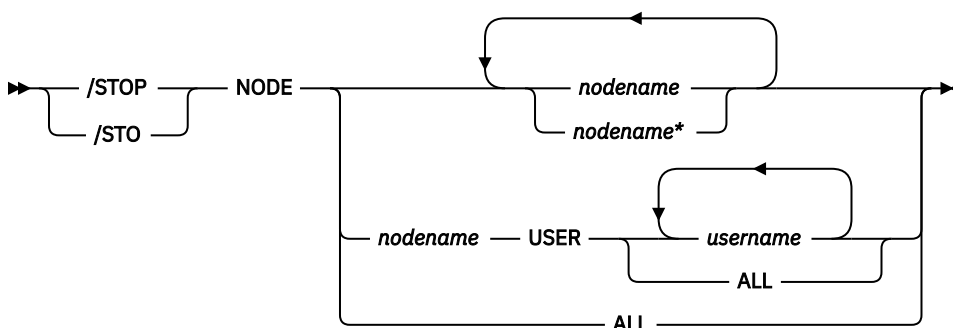 /STOP NODE nodename
/STO nodename*
nodename USER username
ALL
ALL